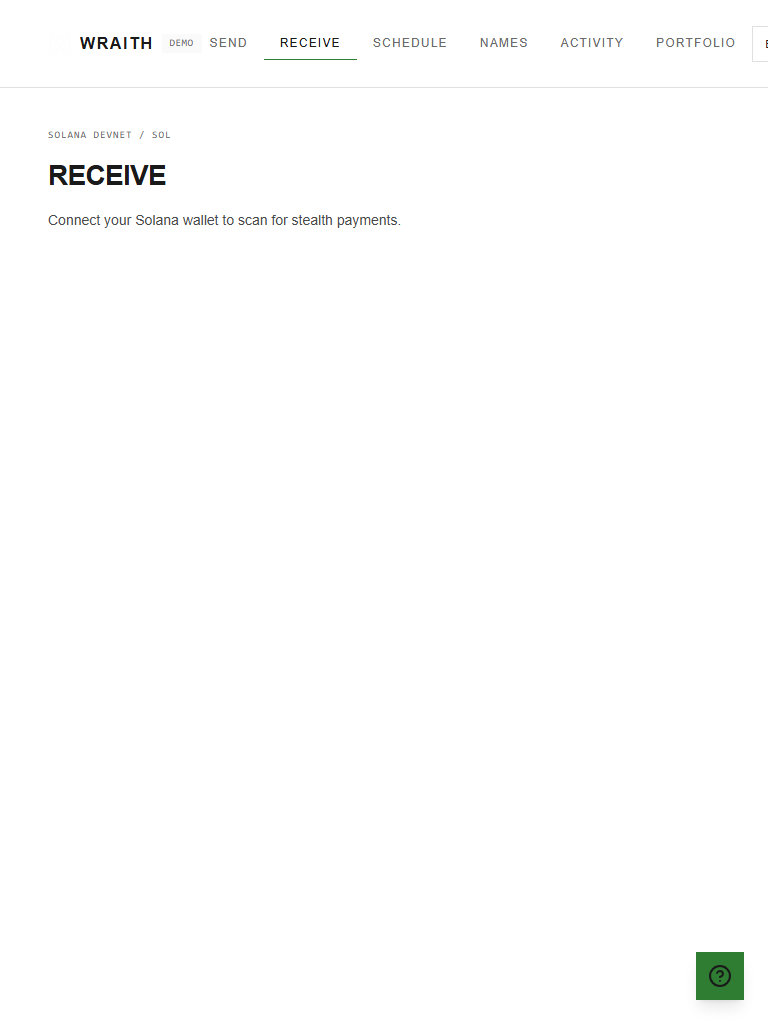 WRAITH DEMO SEND RECEIVE SCHEDULE NAMES ACTIVITY PORTFOLIO
SOLANA DEVNET / SOL
RECEIVE
Connect your Solana wallet to scan for stealth payments.